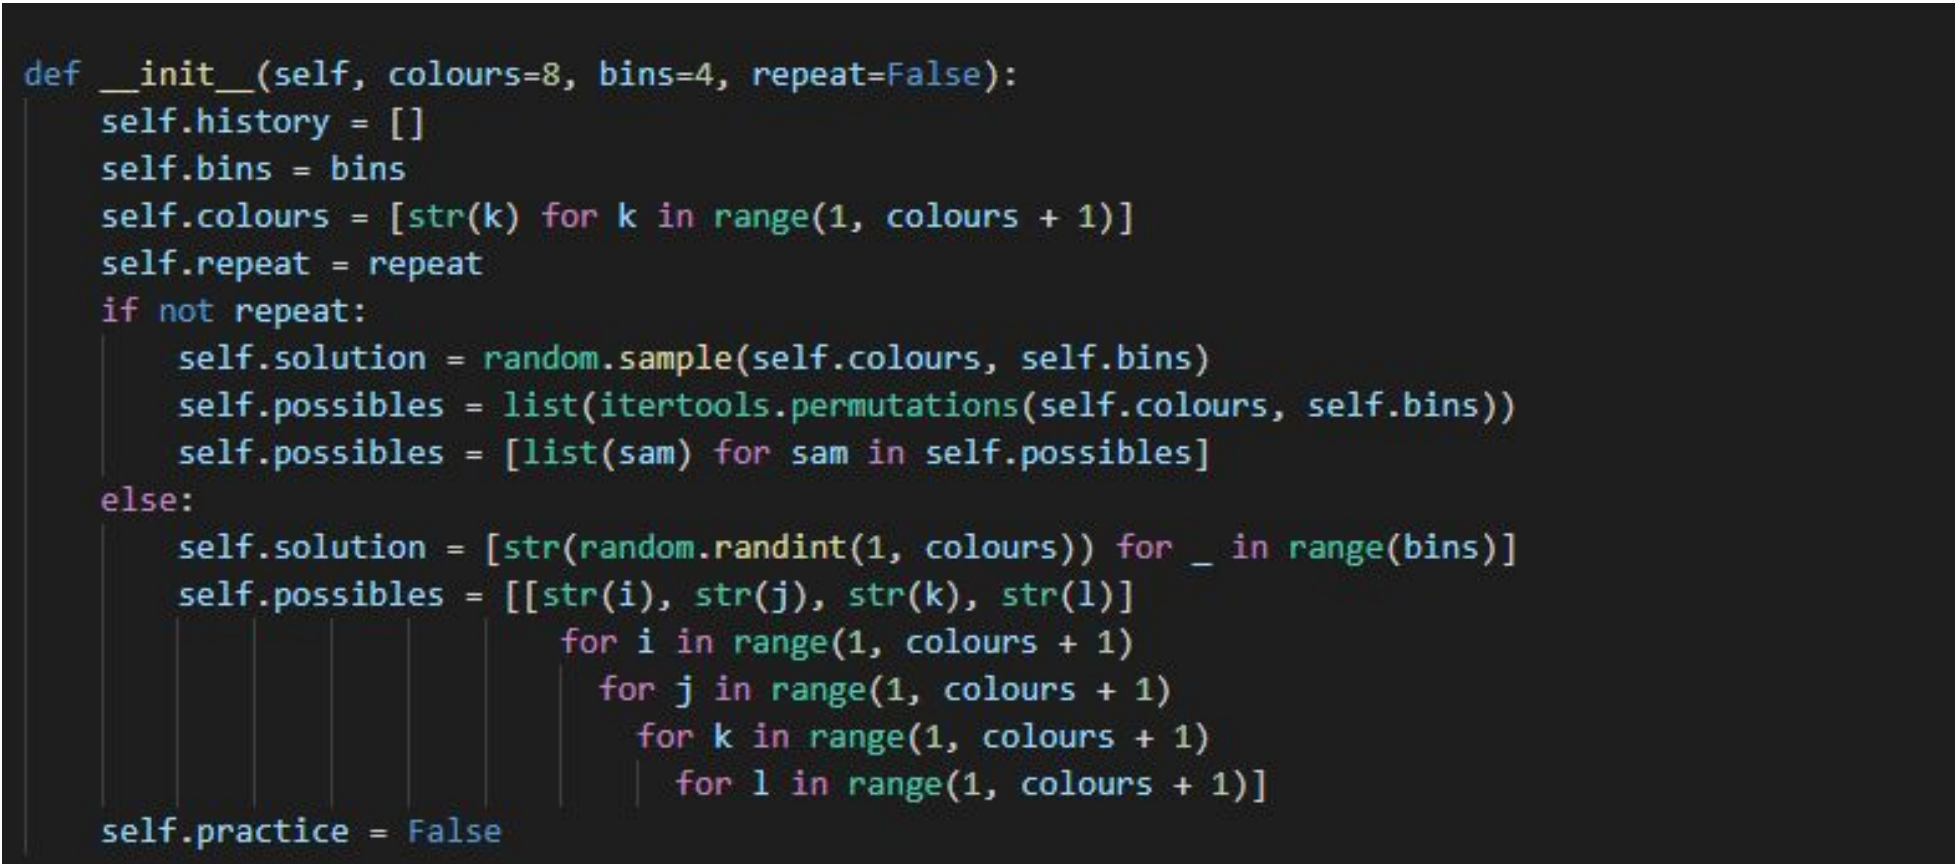 def __init__(self, colours=8, bins=4, repeat=False):
    self.history = []
    self.bins = bins
    self.colours = [str(k) for k in range(1, colours + 1)]
    self.repeat = repeat
    if not repeat:
        self.solution = random.sample(self.colours, self.bins)
        self.possibles = list(itertools.permutations(self.colours, self.bins))
        self.possibles = [list(sam) for sam in self.possibles]
    else:
        self.solution = [str(random.randint(1, colours)) for _ in range(bins)]
        self.possibles = [[str(i), str(j), str(k), str(l)]
                            for i in range(1, colours + 1)
                              for j in range(1, colours + 1)
                                for k in range(1, colours + 1)
                                  for l in range(1, colours + 1)]
    self.practice = False